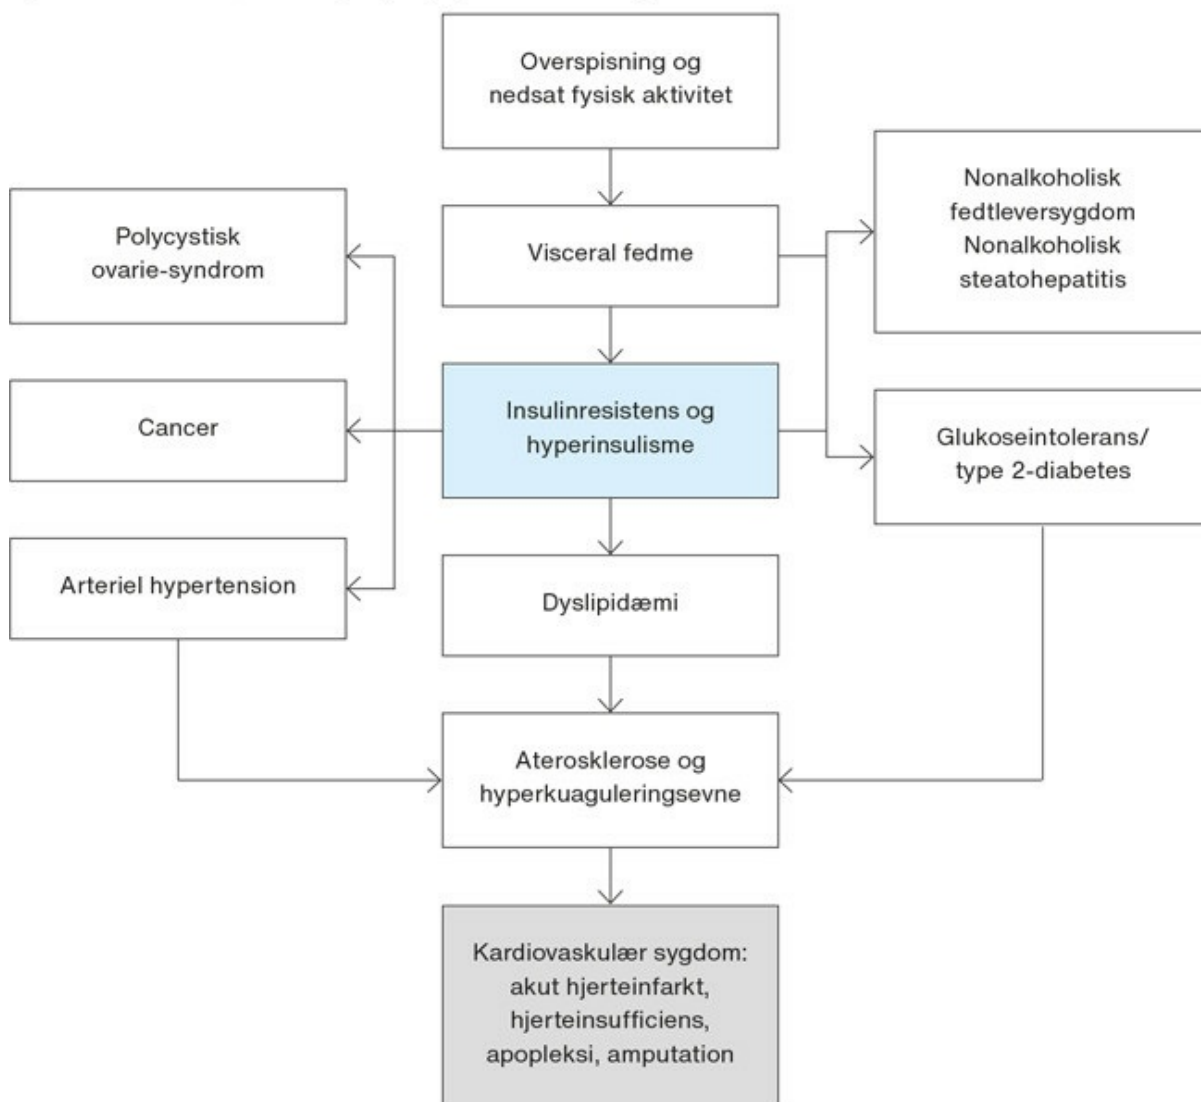 Overspisning og
nedsat fysisk aktivitet
Nonalkoholisk
fedtleversygdom
Nonalkoholisk
steatohepatitis
Polycystisk
ovarie-syndrom
Visceral fedme
Cancer
Insulinresistens og
hyperinsulisme
Glukoseintolerans/
type 2-diabetes
Arteriel hypertension
Dyslipidæmi
Aterosklerose og
hyperkuaguleringsevne
Kardiovaskulær sygdom:
akut hjerteinfarkt,
hjerteinsufficiens,
apopleksi, amputation